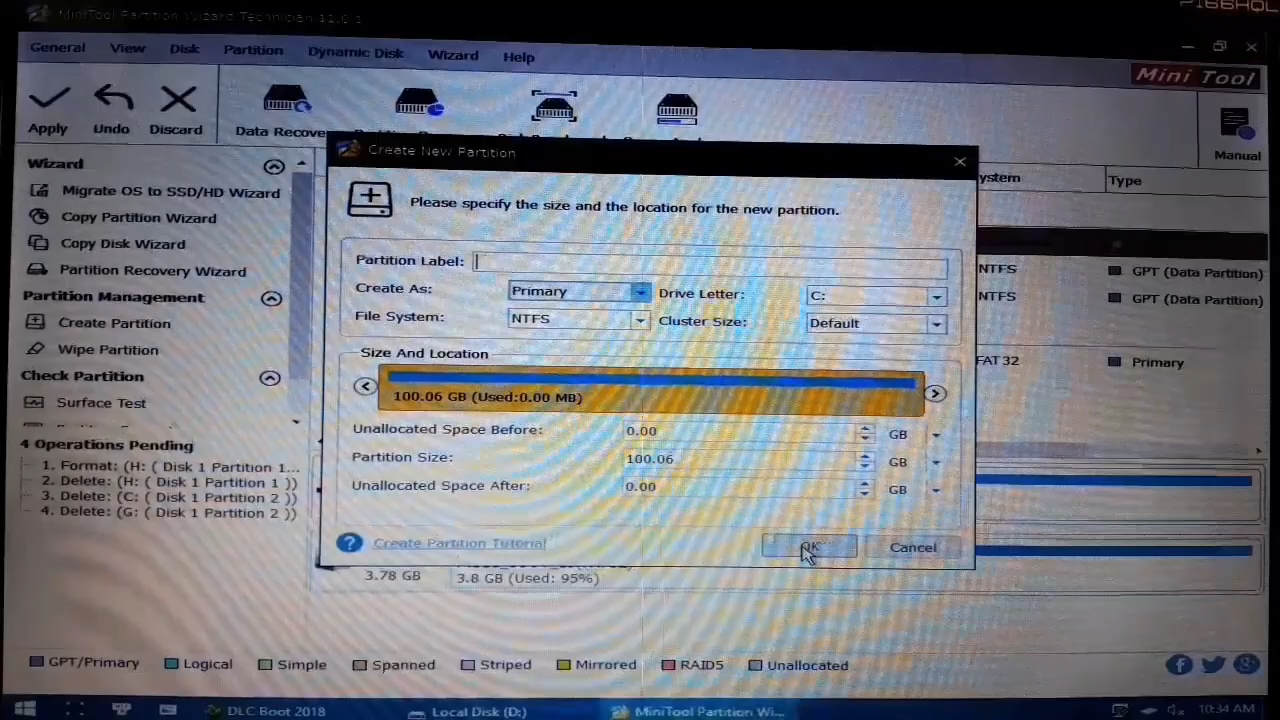 MiniTool Partition Wizard Technician 11.0.1
General View Disk Partition Dynamic Disk Wizard Help
Mini Tool
Apply Undo Discard
Data Recove
Manual
Wizard
Migrate OS to SSD/HD Wizard
Copy Partition Wizard
Copy Disk Wizard
Partition Recovery Wizard
Partition Management
Create Partition
Wipe Partition
Check Partition
Surface Test
4 Operations Pending
1. Format: (H: ( Disk 1 Partition 1...
2. Delete: (H: ( Disk 1 Partition 1 ))
3. Delete: (C: ( Disk 1 Partition 2 ))
4. Delete: (G: ( Disk 1 Partition 2 ))
Create New Partition
Please specify the size and the location for the new partition.
Partition Label:
Create As: Primary Drive Letter: C:
File System: NTFS Cluster Size: Default
Size And Location
100.06 GB (Used:0.00 MB)
Unallocated Space Before: 0.00 GB
Partition Size: 100.06 GB
Unallocated Space After: 0.00 GB
Create Partition Tutorial
OK Cancel
ystem Type
NTFS GPT (Data Partition)
NTFS GPT (Data Partition)
FAT32 Primary
3.78 GB 3.8 GB (Used: 95%)
GPT/Primary Logical Simple Spanned Striped Mirrored RAID5 Unallocated
DLC Boot 2018 Local Disk (D:) MiniTool Partition Wi... 10:34 AM